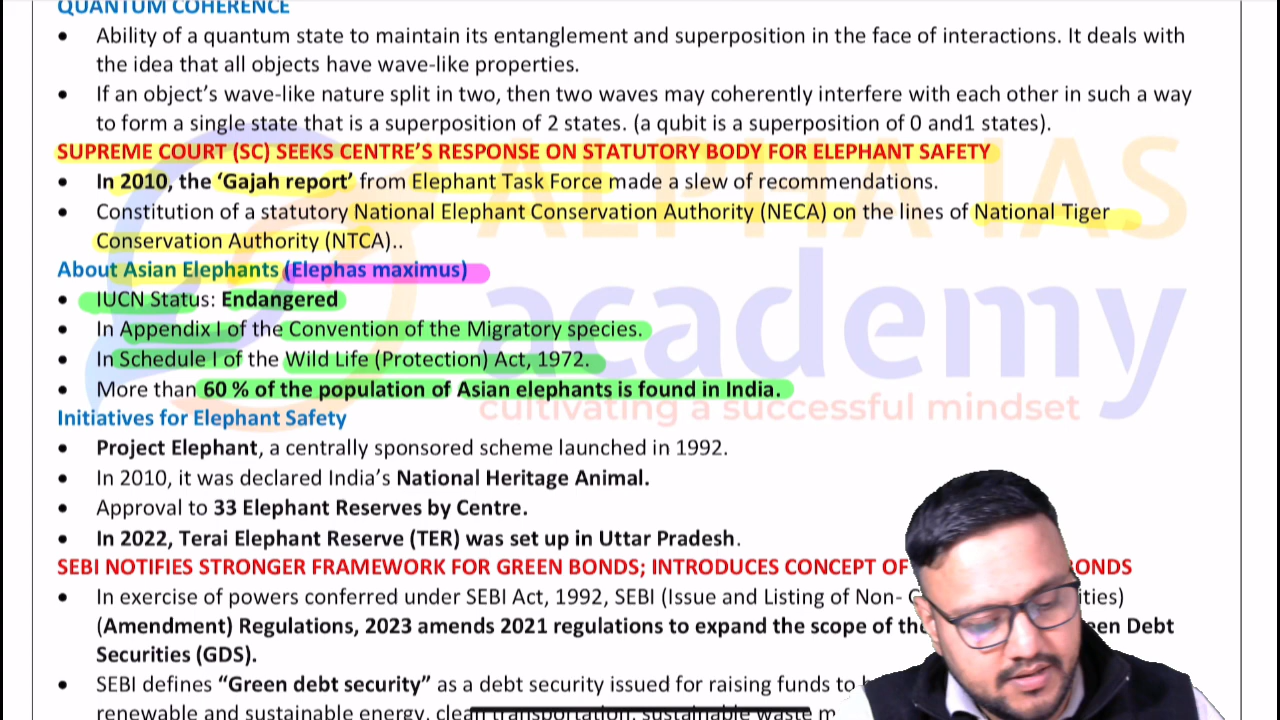 QUANTUM COHERENCE
• Ability of a quantum state to maintain its entanglement and superposition in the face of interactions. It deals with
the idea that all objects have wave-like properties.
• If an object's wave-like nature split in two, then two waves may coherently interfere with each other in such a way
to form a single state that is a superposition of 2 states. (a qubit is a superposition of 0 and1 states).
SUPREME COURT (SC) SEEKS CENTRE'S RESPONSE ON STATUTORY BODY FOR ELEPHANT SAFETY
• In 2010, the 'Gajah report' from Elephant Task Force made a slew of recommendations.
• Constitution of a statutory National Elephant Conservation Authority (NECA) on the lines of National Tiger
Conservation Authority (NTCA)..
About Asian Elephants (Elephas maximus)
• IUCN Status: Endangered
• In Appendix I of the Convention of the Migratory species.
• In Schedule I of the Wild Life (Protection) Act, 1972.
• More than 60 % of the population of Asian elephants is found in India.
Initiatives for Elephant Safety
• Project Elephant, a centrally sponsored scheme launched in 1992.
• In 2010, it was declared India's National Heritage Animal.
• Approval to 33 Elephant Reserves by Centre.
• In 2022, Terai Elephant Reserve (TER) was set up in Uttar Pradesh.
SEBI NOTIFIES STRONGER FRAMEWORK FOR GREEN BONDS; INTRODUCES CONCEPT OF
• In exercise of powers conferred under SEBI Act, 1992, SEBI (Issue and Listing of Non-
(Amendment) Regulations, 2023 amends 2021 regulations to expand the scope of the Debt
Securities (GDS).
• SEBI defines "Green debt security" as a debt security issued for raising funds to
renewable and sustainable energy, clean transportation, sustainable waste
ALPHA IAS
academy
cultivating a successful mindset